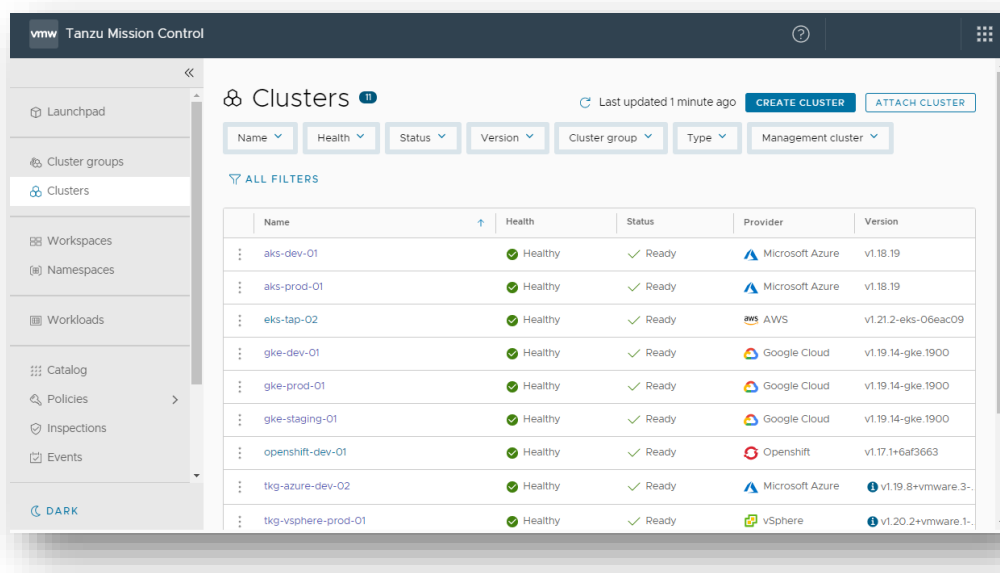 vmw Tanzu Mission Control
Launchpad
Cluster groups
Clusters
Workspaces
Namespaces
Workloads
Catalog
Policies
Inspections
Events
DARK
Clusters 11
Last updated 1 minute ago CREATE CLUSTER ATTACH CLUSTER
Name Health Status Version Cluster group Type Management cluster
ALL FILTERS
Name Health Status Provider Version
aks-dev-01 Healthy Ready Microsoft Azure v1.18.19
aks-prod-01 Healthy Ready Microsoft Azure v1.18.19
eks-tap-02 Healthy Ready aws AWS v1.21.2-eks-06eac09
gke-dev-01 Healthy Ready Google Cloud v1.19.14-gke.1900
gke-prod-01 Healthy Ready Google Cloud v1.19.14-gke.1900
gke-staging-01 Healthy Ready Google Cloud v1.19.14-gke.1900
openshift-dev-01 Healthy Ready Openshift v1.17.1+6af3663
tkg-azure-dev-02 Healthy Ready Microsoft Azure v1.19.8+vmware.3-..
tkg-vsphere-prod-01 Healthy Ready vSphere v1.20.2+vmware.1-..